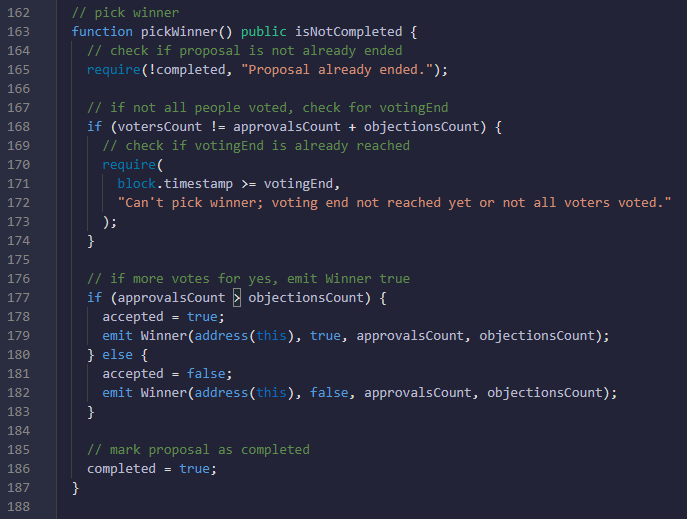 162 // pick winner
163 function pickWinner() public isNotCompleted {
164 // check if proposal is not already ended
165 require(!completed, "Proposal already ended.");
166
167 // if not all people voted, check for votingEnd
168 if (votersCount != approvalsCount + objectionsCount) {
169 // check if votingEnd is already reached
170 require(
171 block.timestamp >= votingEnd,
172 "Can't pick winner; voting end not reached yet or not all voters voted."
173 );
174 }
175
176 // if more votes for yes, emit Winner true
177 if (approvalsCount > objectionsCount) {
178 accepted = true;
179 emit Winner(address(this), true, approvalsCount, objectionsCount);
180 } else {
181 accepted = false;
182 emit Winner(address(this), false, approvalsCount, objectionsCount);
183 }
184
185 // mark proposal as completed
186 completed = true;
187 }
188